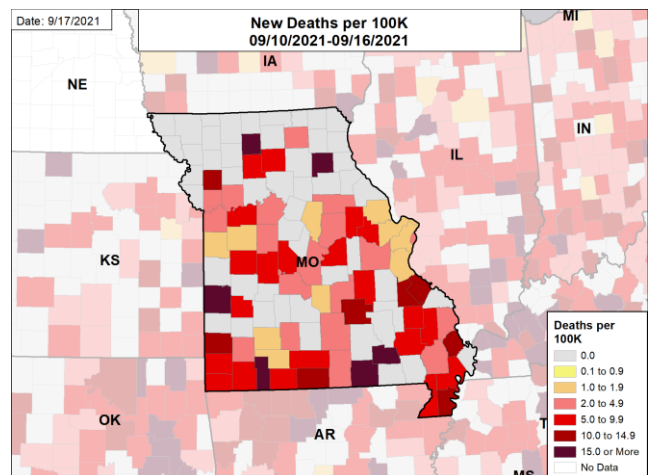 Date: 9/17/2021
New Deaths per 100K
09/10/2021-09/16/2021
MI
NE
IA
IN
IL
KS
MO
OK
AR
MS
T
Deaths per
100K
0.0
0.1 to 0.9
1.0 to 1.9
2.0 to 4.9
5.0 to 9.9
10.0 to 14.9
15.0 or More
No Data